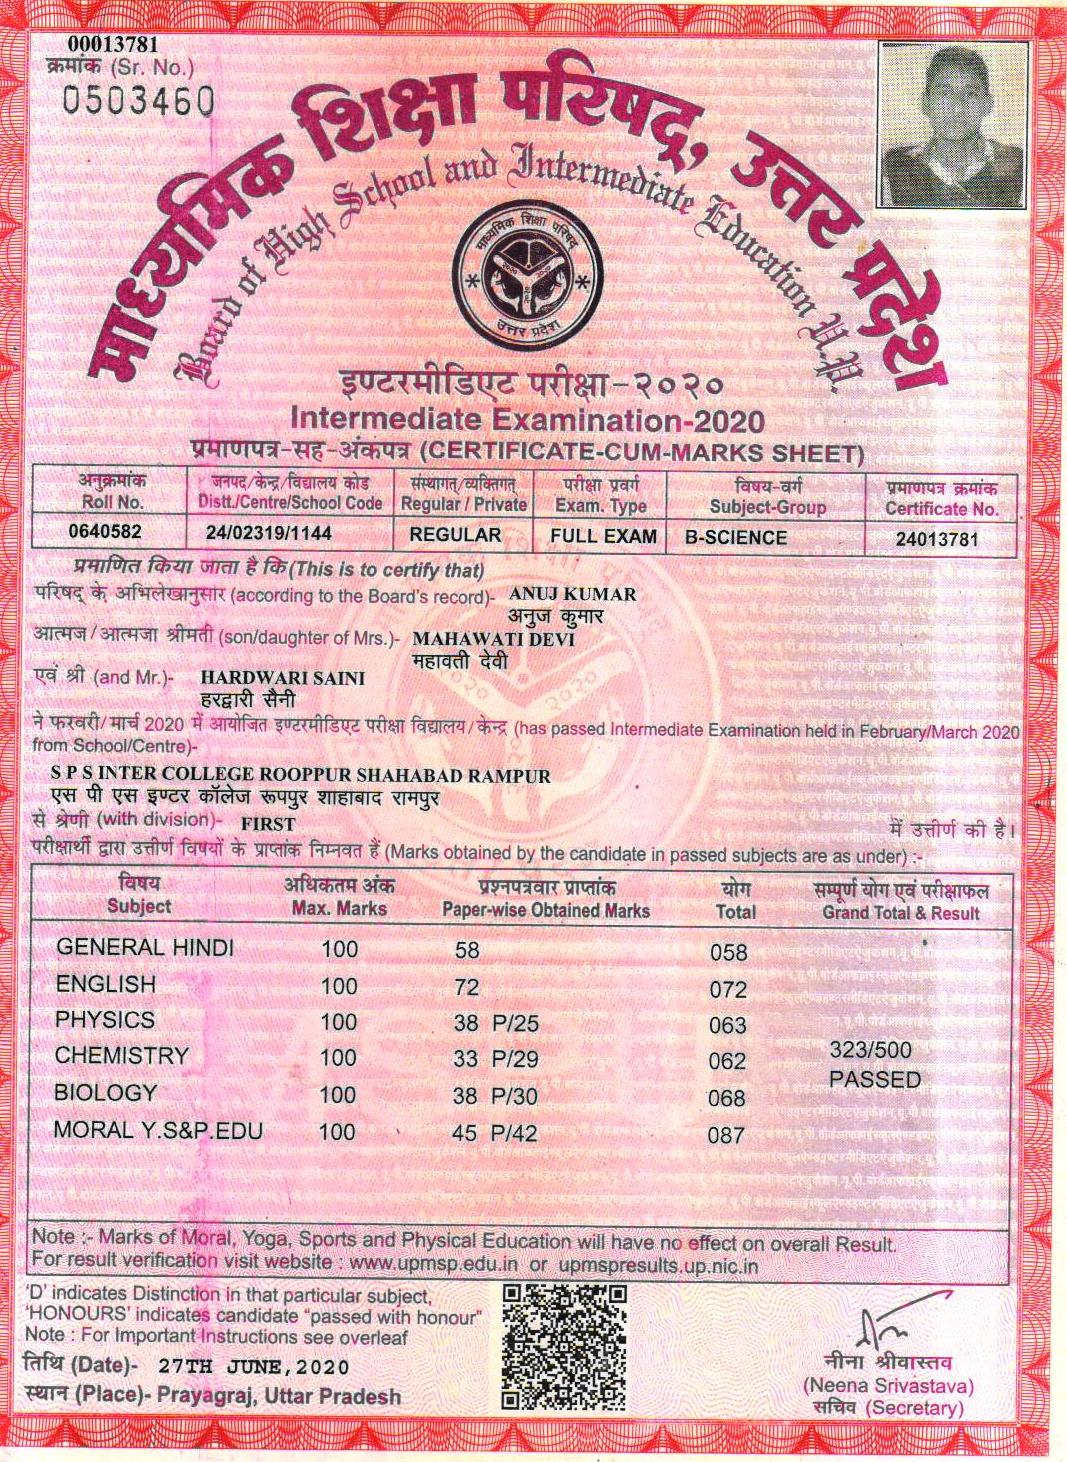 00013781
क्रमांक (Sr. No.)
0503460
माध्यमिक शिक्षा परिषद्, उत्तर प्रदेश
Board of High School and Intermediate Education U.P.
माध्यमिक शिक्षा परिषद्
उत्तर प्रदेश
इण्टरमीडिएट परीक्षा-२०२०
Intermediate Examination-2020
प्रमाणपत्र-सह-अंकपत्र (CERTIFICATE-CUM-MARKS SHEET)
अनुक्रमांक जनपद/केन्द्र/विद्यालय कोड संस्थागत्/व्यक्तिगत् परीक्षा प्रवर्ग विषय-वर्ग प्रमाणपत्र क्रमांक
Roll No. Distt./Centre/School Code Regular / Private Exam. Type Subject-Group Certificate No.
0640582 24/02319/1144 REGULAR FULL EXAM B-SCIENCE 24013781
प्रमाणित किया जाता है कि (This is to certify that)
परिषद् के अभिलेखानुसार (according to the Board's record)- ANUJ KUMAR
अनुज कुमार
आत्मज/आत्मजा श्रीमती (son/daughter of Mrs.)- MAHAWATI DEVI
महावती देवी
एवं श्री (and Mr.)- HARDWARI SAINI
हरद्वारी सैनी
ने फरवरी/मार्च 2020 में आयोजित इण्टरमीडिएट परीक्षा विद्यालय/केन्द्र (has passed Intermediate Examination held in February/March 2020
from School/Centre)-
S P S INTER COLLEGE ROOPPUR SHAHABAD RAMPUR
एस पी एस इण्टर कॉलेज रूपपुर शाहाबाद रामपुर
से श्रेणी (with division)- FIRST में उत्तीर्ण की है।
परीक्षार्थी द्वारा उत्तीर्ण विषयों के प्राप्तांक निम्नवत हैं (Marks obtained by the candidate in passed subjects are as under) :-
विषय अधिकतम अंक प्रश्नपत्रवार प्राप्तांक योग सम्पूर्ण योग एवं परीक्षाफल
Subject Max. Marks Paper-wise Obtained Marks Total Grand Total & Result
GENERAL HINDI 100 58 058
ENGLISH 100 72 072
PHYSICS 100 38 P/25 063
CHEMISTRY 100 33 P/29 062 323/500
PASSED
BIOLOGY 100 38 P/30 068
MORAL Y.S&P.EDU 100 45 P/42 087
Note :- Marks of Moral, Yoga, Sports and Physical Education will have no effect on overall Result.
For result verification visit website : www.upmsp.edu.in or upmspresults.up.nic.in
'D' indicates Distinction in that particular subject,
'HONOURS' indicates candidate "passed with honour"
Note : For Important Instructions see overleaf
तिथि (Date)- 27TH JUNE,2020
स्थान (Place)- Prayagraj, Uttar Pradesh
नीना श्रीवास्तव
(Neena Srivastava)
सचिव (Secretary)